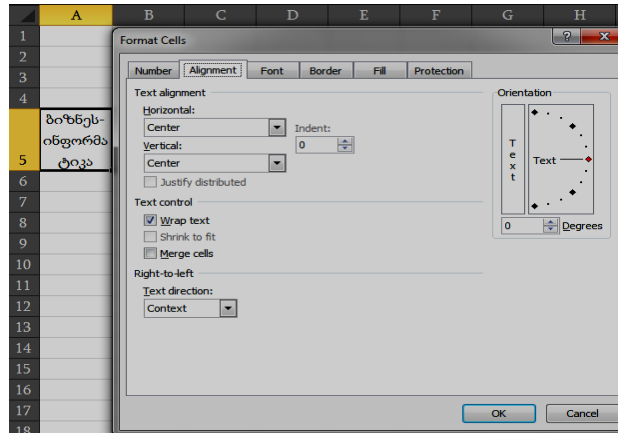 A B C D E F G H
1
2
3
4
5
6
7
8
9
10
11
12
13
14
15
16
17
18
ბიზნეს-
ინფორმა
ტიკა
Format Cells
Number Alignment Font Border Fill Protection
Text alignment
Horizontal:
Center
Indent:
0
Vertical:
Center
Justify distributed
Text control
Wrap text
Shrink to fit
Merge cells
Right-to-left
Text direction:
Context
Orientation
Text
Text
0 Degrees
OK Cancel